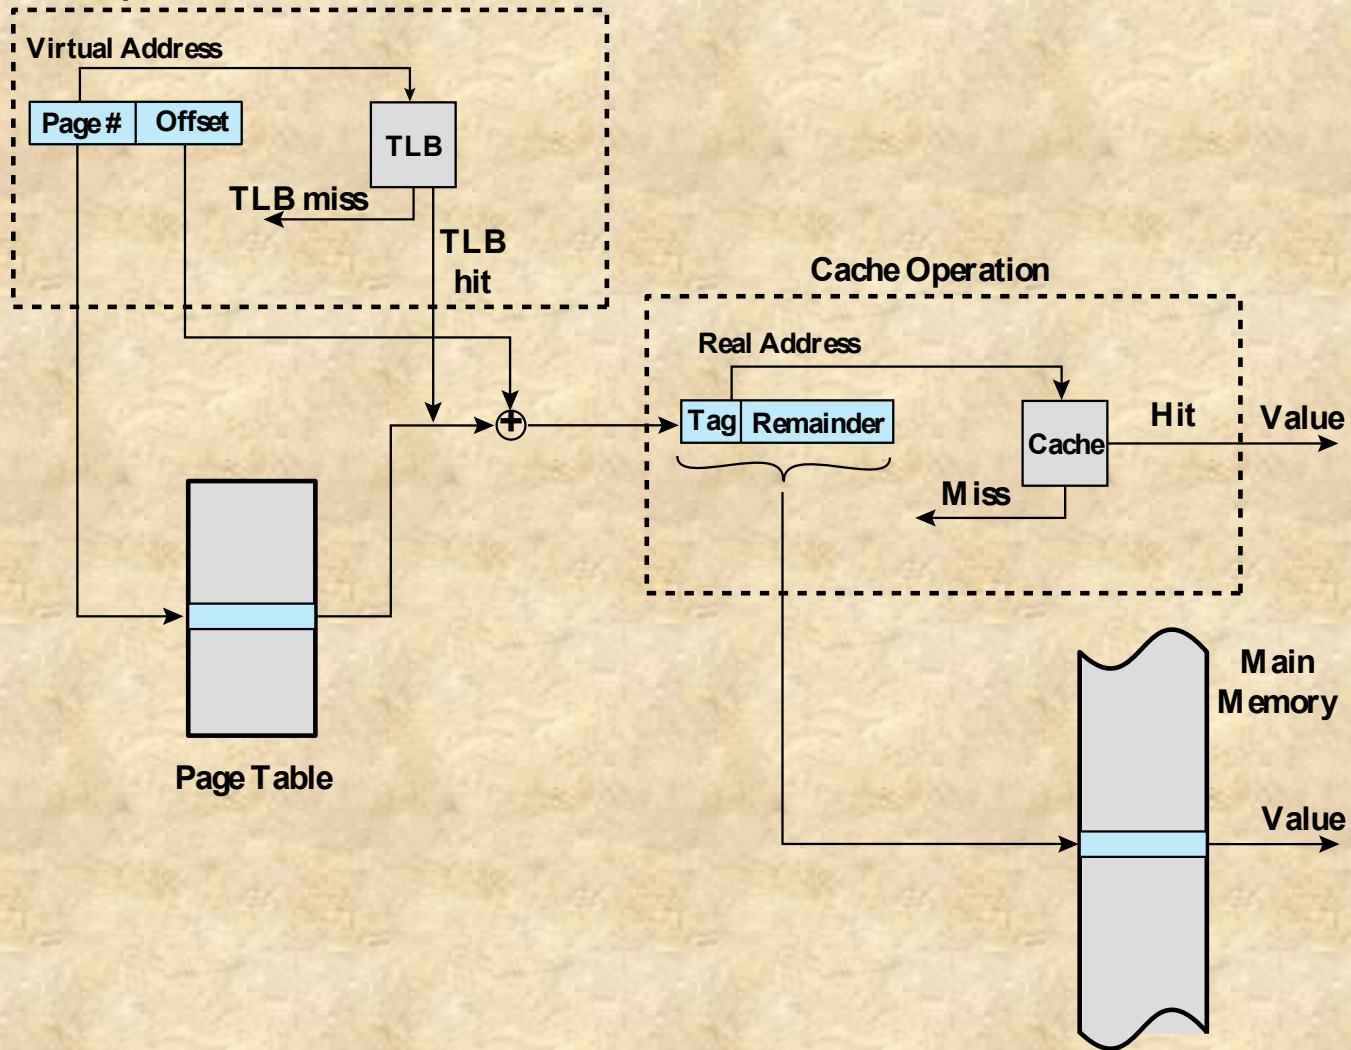 Virtual Address
Page # Offset
TLB
TLB miss
TLB
hit
Cache Operation
Real Address
Tag Remainder
Cache
Hit
Value
Miss
Page Table
Main
Memory
Value